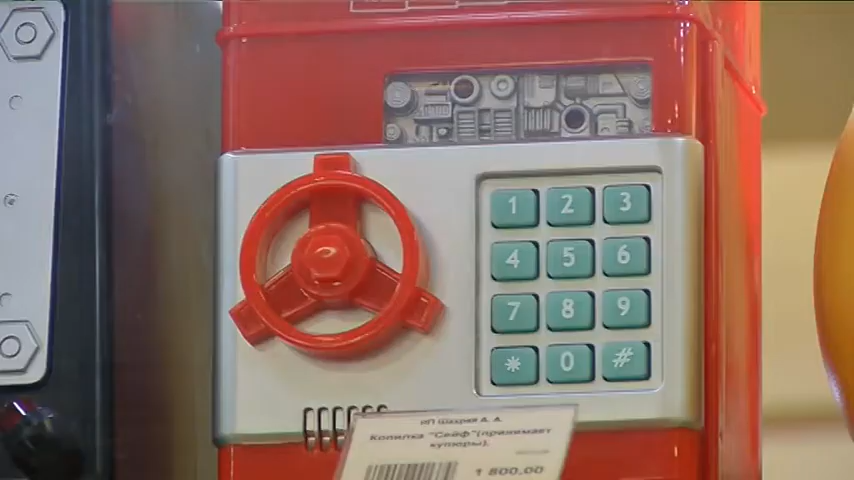 1 2 3
4 5 6
7 8 9
* 0 #
ИП Шахрай А. А.
Копилка "Сейф"(принимает
купюры).
1 800.00